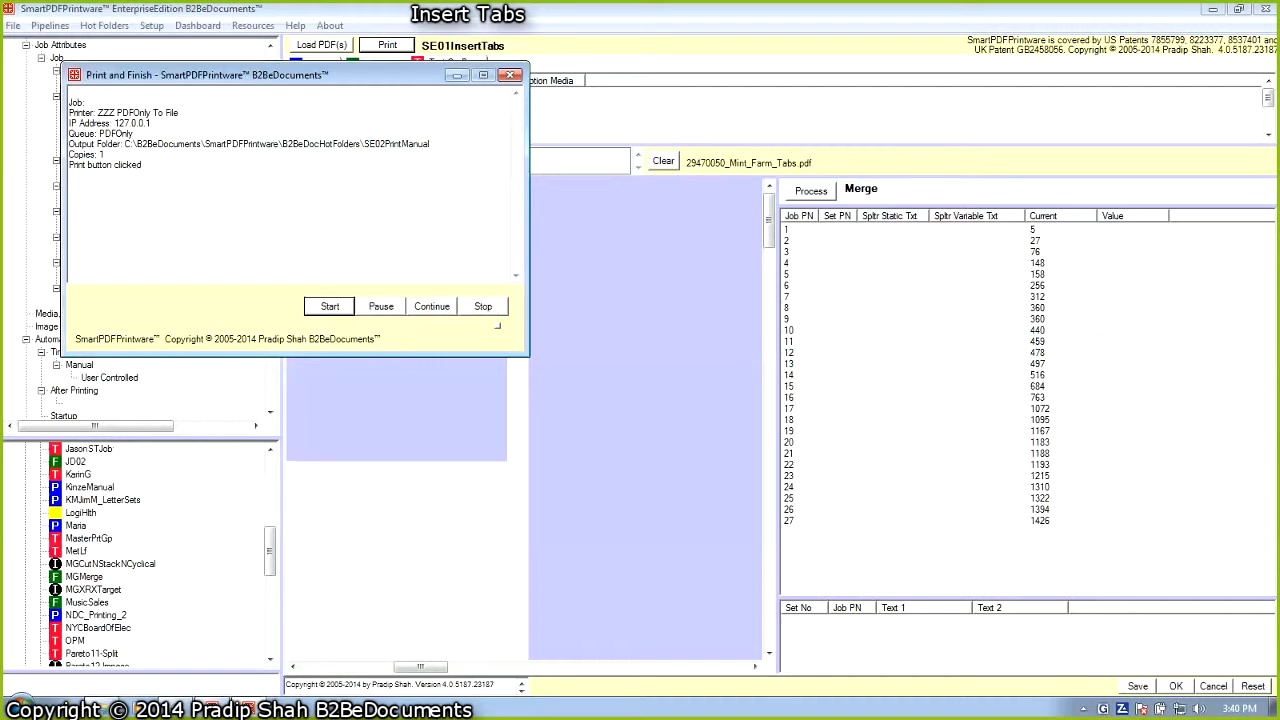 SmartPDFPrintware™ EnterpriseEdition B2BeDocuments™
Insert Tabs
File Pipelines Hot Folders Setup Dashboard Resources Help About
Job Attributes
Job
Load PDF(s) Print SE01InsertTabs
SmartPDFPrintware™ is covered by US Patents 7855799, 8223377, 8537401 and
UK Patent GB2458056. Copyright © 2005-2014 Pradip Shah. 4.0.5187.23187
Print and Finish - SmartPDFPrintware™ B2BeDocuments™
ption Media
Job:
Printer: ZZZ PDFOnly To File
IP Address: 127.0.0.1
Queue: PDFOnly
Output Folder: C:\B2BeDocuments\SmartPDFPrintware\B2BeDocHotFolders\SE02PrintManual
Copies: 1
Print button clicked
Clear 29470050_Mint_Farm_Tabs.pdf
Process Merge
Job PN Set PN Spltr Static Txt Spltr Variable Txt Current Value
1 5
2 27
3 76
4 148
5 158
6 256
7 312
8 360
9 360
10 440
11 459
12 478
13 497
14 516
15 684
16 763
17 1072
18 1095
19 1167
20 1183
21 1188
22 1193
23 1215
24 1310
25 1322
26 1394
27 1426
Start Pause Continue Stop
SmartPDFPrintware™ Copyright © 2005-2014 Pradip Shah B2BeDocuments™
Media
Image
Automa
Tir
Manual
User Controlled
After Printing
Startup
JasonSTJob
JD02
KarinG
KinzeManual
KMJimM_LetterSets
LogiHlth
Maria
MasterPrtGp
MetLf
MGCutNStackNCyclical
MGMerge
MGXRXTarget
MusicSales
NDC_Printing_2
NYCBoardOfElec
OPM
Pareto11-Split
Pareto12-Impose
Set No Job PN Text 1 Text 2
Copyright © 2005-2014 by Pradip Shah. Version 4.0.5187.23187
Save OK Cancel Reset
Copyright © 2014 Pradip Shah B2BeDocuments
3:40 PM